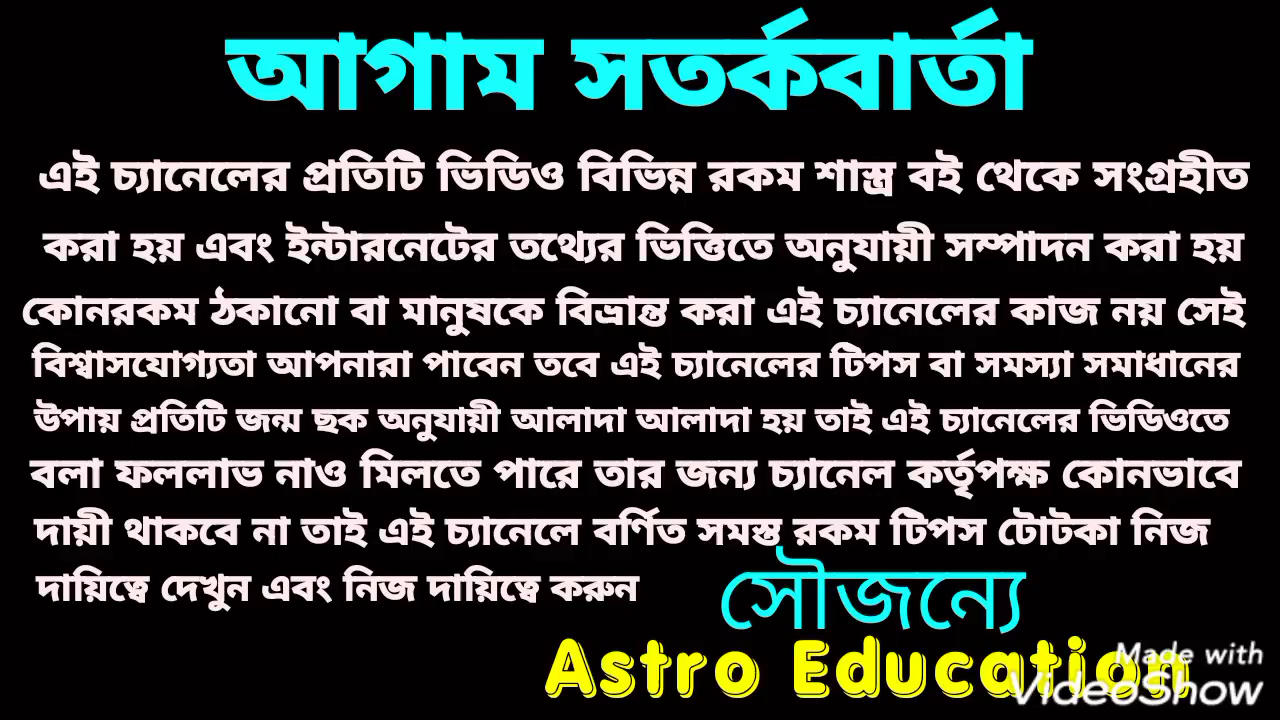 আগাম সতর্কবার্তা
এই চ্যানেলের প্রতিটি ভিডিও বিভিন্ন রকম শাস্ত্র বই থেকে সংগ্রহীত
করা হয় এবং ইন্টারনেটের তথ্যের ভিত্তিতে অনুযায়ী সম্পাদন করা হয়
কোনরকম ঠকানো বা মানুষকে বিভ্রান্ত করা এই চ্যানেলের কাজ নয় সেই
বিশ্বাসযোগ্যতা আপনারা পাবেন তবে এই চ্যানেলের টিপস বা সমস্যা সমাধানের
উপায় প্রতিটি জন্ম ছক অনুযায়ী আলাদা আলাদা হয় তাই এই চ্যানেলের ভিডিওতে
বলা ফললাভ নাও মিলতে পারে তার জন্য চ্যানেল কর্তৃপক্ষ কোনভাবে
দায়ী থাকবে না তাই এই চ্যানেলে বর্ণিত সমস্ত রকম টিপস টোটকা নিজ
দায়িত্বে দেখুন এবং নিজ দায়িত্বে করুন
সৌজন্যে
Astro Education
Made with
VideoShow